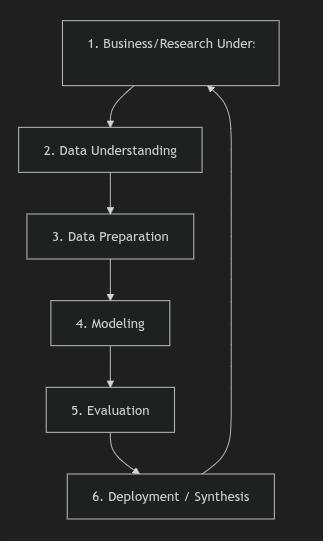 1. Business/Research Unders
2. Data Understanding
3. Data Preparation
4. Modeling
5. Evaluation
6. Deployment / Synthesis